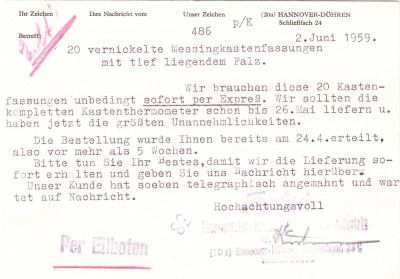 Ihr Zeichen Ihre Nachricht vom Unser Zeichen (20a) HANNOVER-DÖHREN
Schließfach 24
486 p/K
Betreff: 2.Juni 1959.
20 vernickelte Messingkastenfassungen
mit tief liegendem Falz.
Wir brauchen diese 20 Kasten-
fassungen unbedingt sofort per Expreß. Wir sollten die
kompletten Kastenthermometer schon bis 26.Mai liefern u.
haben jetzt die größten Unannehmlichkeiten.
Die Bestellung wurde Ihnen bereits am 24.4.erteilt,
also vor mehr als 5 Wochen.
Bitte tun Sie Ihr Bestes,damit wir die Lieferung so-
fort erhalten und geben Sie uns Nachricht hierüber.
Unser Kunde hat soeben telegraphisch angemahnt und war
tet auf Nachricht.
Hochachtungsvoll
Per Eilboten